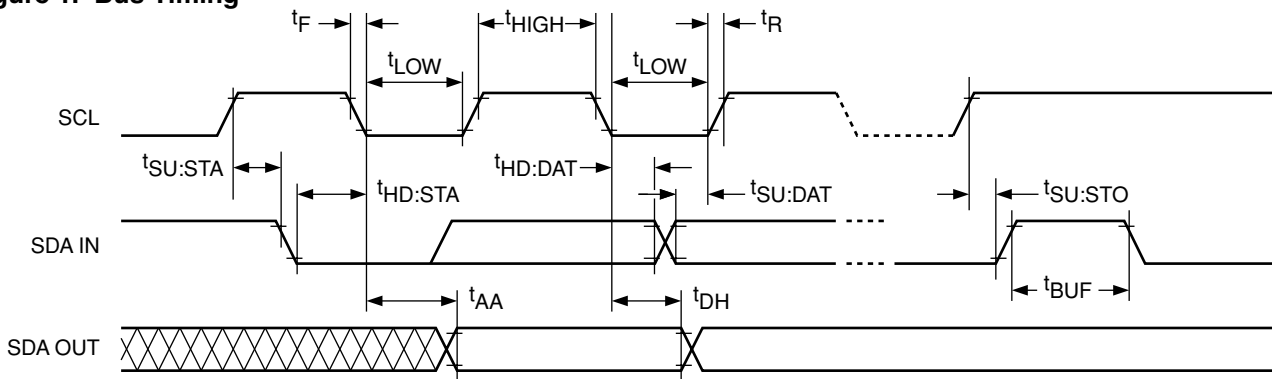 Figure 1. Bus Timing
tF
tHIGH
tR
tLOW
tLOW
SCL
tSU:STA
tHD:DAT
tHD:STA
tSU:DAT
tSU:STO
SDA IN
tBUF
tAA
tDH
SDA OUT